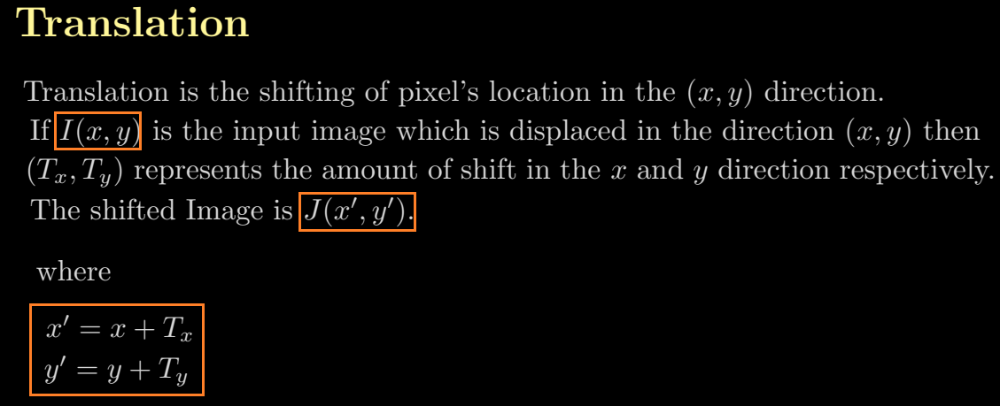 Translation
Translation is the shifting of pixel's location in the (x, y) direction.
If I(x, y) is the input image which is displaced in the direction (x, y) then
(Tₓ, T_y) represents the amount of shift in the x and y direction respectively.
The shifted Image is J(x′, y′).
where
x′ = x + Tₓ
y′ = y + T_y